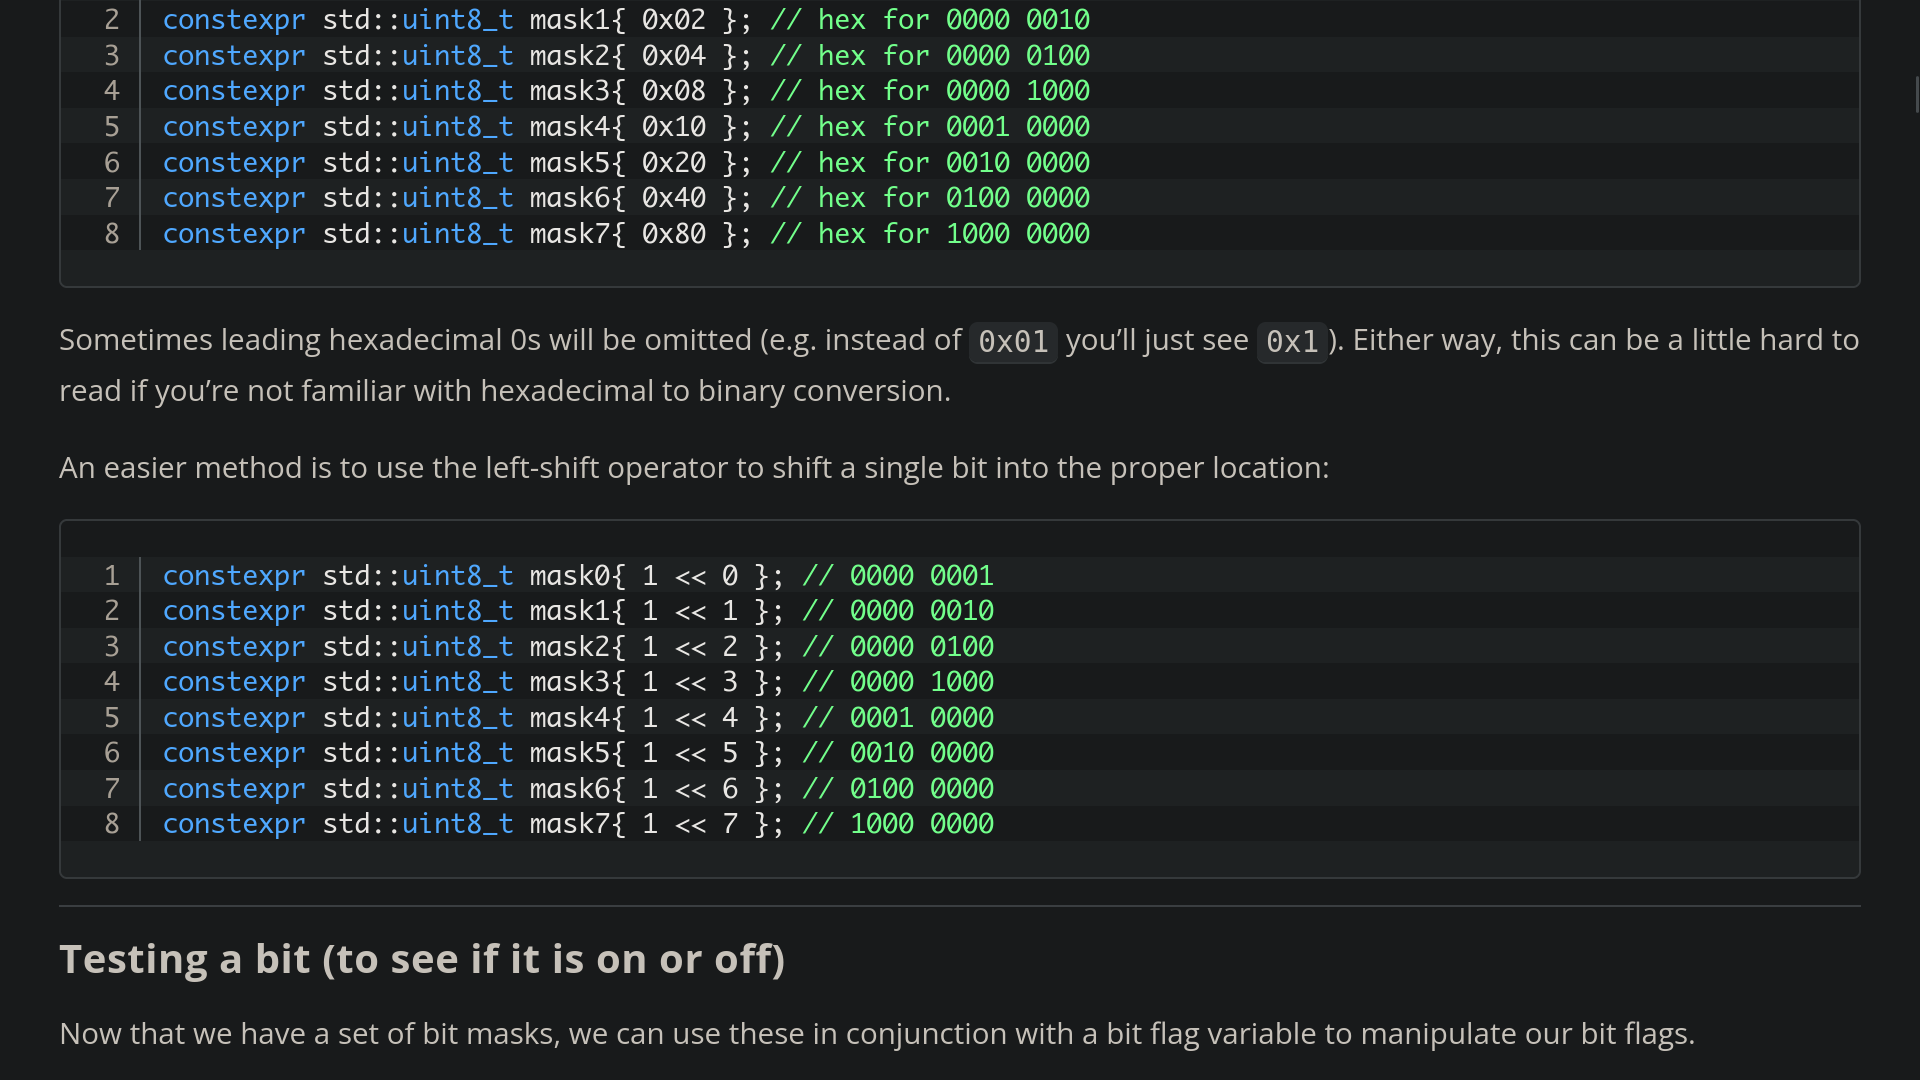 2 constexpr std::uint8_t mask1{ 0x02 }; // hex for 0000 0010
3 constexpr std::uint8_t mask2{ 0x04 }; // hex for 0000 0100
4 constexpr std::uint8_t mask3{ 0x08 }; // hex for 0000 1000
5 constexpr std::uint8_t mask4{ 0x10 }; // hex for 0001 0000
6 constexpr std::uint8_t mask5{ 0x20 }; // hex for 0010 0000
7 constexpr std::uint8_t mask6{ 0x40 }; // hex for 0100 0000
8 constexpr std::uint8_t mask7{ 0x80 }; // hex for 1000 0000
Sometimes leading hexadecimal 0s will be omitted (e.g. instead of 0x01 you’ll just see 0x1). Either way, this can be a little hard to
read if you’re not familiar with hexadecimal to binary conversion.
An easier method is to use the left-shift operator to shift a single bit into the proper location:
1 constexpr std::uint8_t mask0{ 1 << 0 }; // 0000 0001
2 constexpr std::uint8_t mask1{ 1 << 1 }; // 0000 0010
3 constexpr std::uint8_t mask2{ 1 << 2 }; // 0000 0100
4 constexpr std::uint8_t mask3{ 1 << 3 }; // 0000 1000
5 constexpr std::uint8_t mask4{ 1 << 4 }; // 0001 0000
6 constexpr std::uint8_t mask5{ 1 << 5 }; // 0010 0000
7 constexpr std::uint8_t mask6{ 1 << 6 }; // 0100 0000
8 constexpr std::uint8_t mask7{ 1 << 7 }; // 1000 0000
Testing a bit (to see if it is on or off)
Now that we have a set of bit masks, we can use these in conjunction with a bit flag variable to manipulate our bit flags.